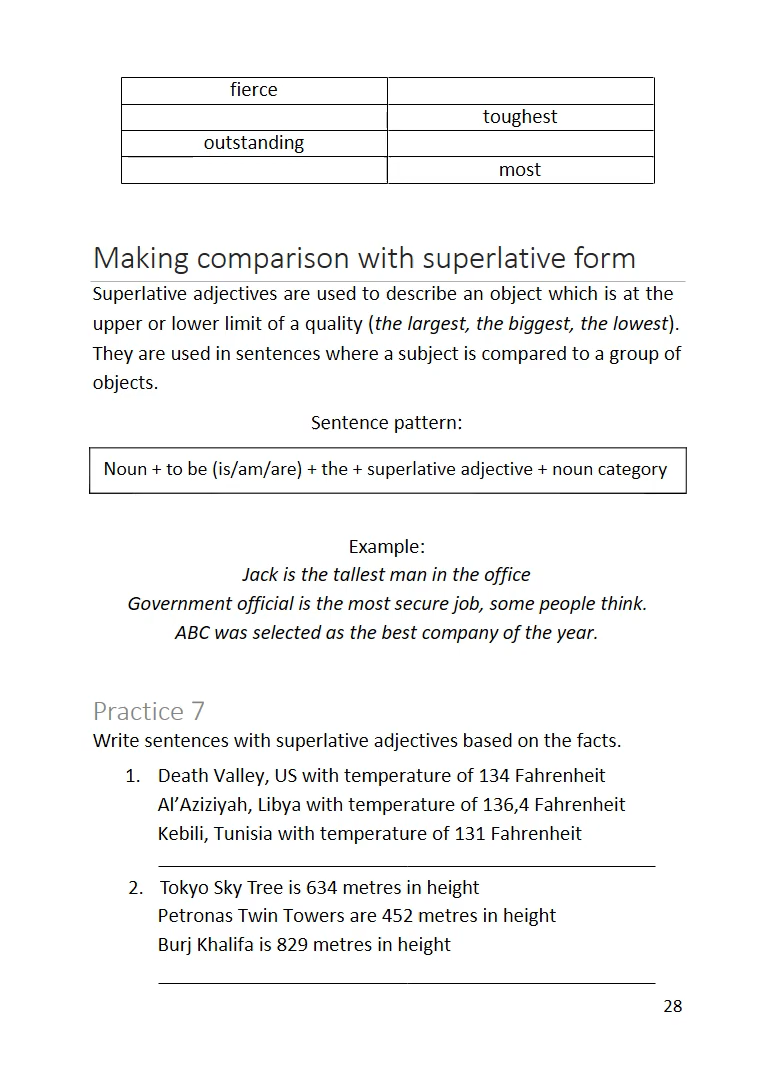 fierce
toughest
outstanding
most
Making comparison with superlative form
Superlative adjectives are used to describe an object which is at the
upper or lower limit of a quality (the largest, the biggest, the lowest).
They are used in sentences where a subject is compared to a group of
objects.
Sentence pattern:
Noun + to be (is/am/are) + the + superlative adjective + noun category
Example:
Jack is the tallest man in the office
Government official is the most secure job, some people think.
ABC was selected as the best company of the year.
Practice 7
Write sentences with superlative adjectives based on the facts.
1. Death Valley, US with temperature of 134 Fahrenheit
Al’Aziziyah, Libya with temperature of 136,4 Fahrenheit
Kebili, Tunisia with temperature of 131 Fahrenheit
2. Tokyo Sky Tree is 634 metres in height
Petronas Twin Towers are 452 metres in height
Burj Khalifa is 829 metres in height
28